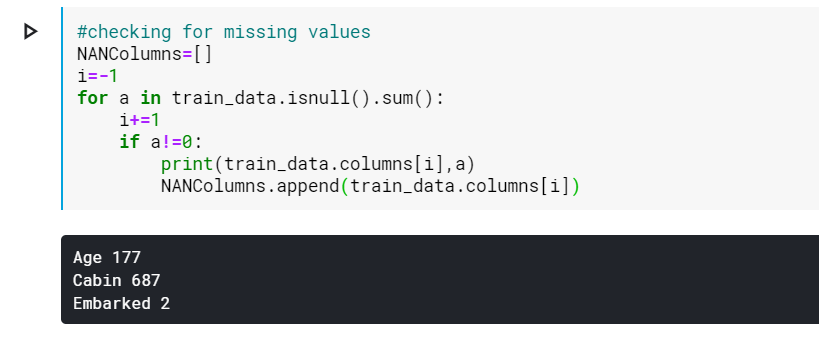 #checking for missing values
NANColumns=[]
i=-1
for a in train_data.isnull().sum():
    i+=1
    if a!=0:
        print(train_data.columns[i],a)
        NANColumns.append(train_data.columns[i])
Age 177
Cabin 687
Embarked 2